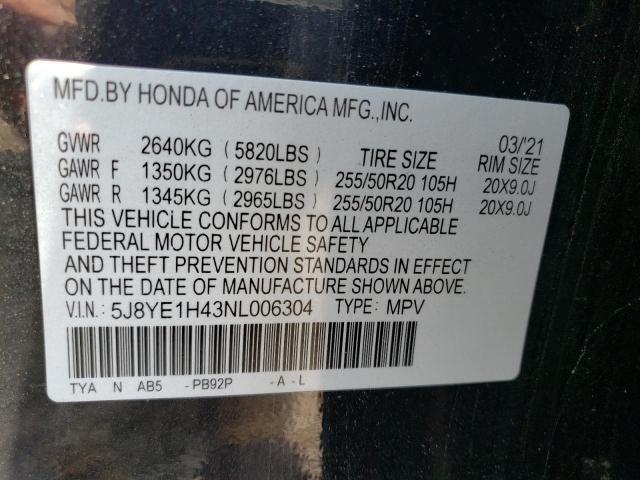 MFD.BY HONDA OF AMERICA MFG.,INC.
03/'21
GVWR 2640KG (5820LBS) TIRE SIZE RIM SIZE
GAWR F 1350KG (2976LBS) 255/50R20 105H 20X9.0J
GAWR R 1345KG (2965LBS) 255/50R20 105H 20X9.0J
THIS VEHICLE CONFORMS TO ALL APPLICABLE
FEDERAL MOTOR VEHICLE SAFETY
AND THEFT PREVENTION STANDARDS IN EFFECT
ON THE DATE OF MANUFACTURE SHOWN ABOVE.
V.I.N: 5J8YE1H43NL006304 TYPE: MPV
TYA N AB5 -PB92P -A-L